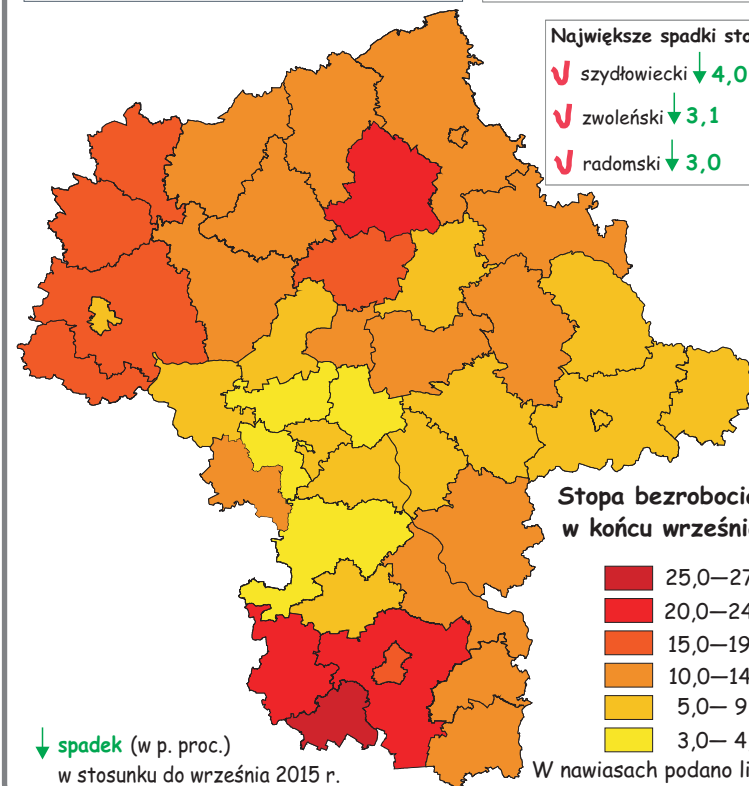 Największe spadki sto
szydłowiecki 4,0
zwoleński 3,1
radomski 3,0
Stopa bezroboci
w końcu wrześni
25,0—27
20,0—24
15,0—19
10,0—14
5,0— 9
3,0— 4
W nawiasach podano li
spadek (w p. proc.)
w stosunku do września 2015 r.